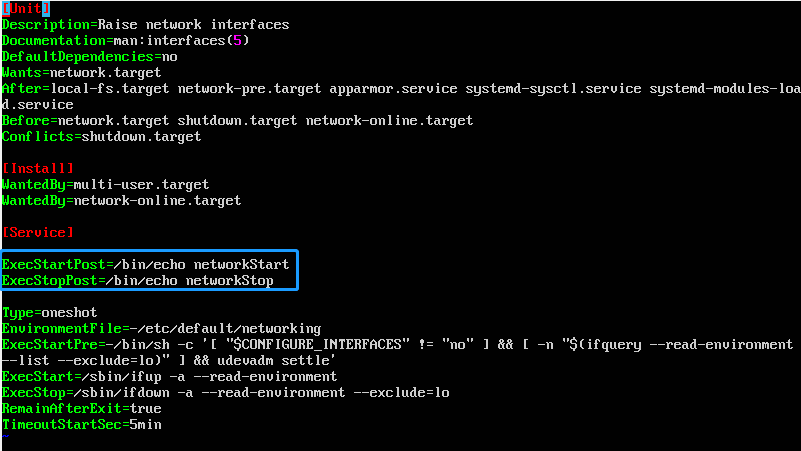 [Unit]
Description=Raise network interfaces
Documentation=man:interfaces(5)
DefaultDependencies=no
Wants=network.target
After=local-fs.target network-pre.target apparmor.service systemd-sysctl.service systemd-modules-loa
d.service
Before=network.target shutdown.target network-online.target
Conflicts=shutdown.target
[Install]
WantedBy=multi-user.target
WantedBy=network-online.target
[Service]
ExecStartPost=/bin/echo networkStart
ExecStopPost=/bin/echo networkStop
Type=oneshot
EnvironmentFile=-/etc/default/networking
ExecStartPre=-/bin/sh -c '[ "$CONFIGURE_INTERFACES" != "no" ] && [ -n "$(ifquery --read-environment
--list --exclude=lo)" ] && udevadm settle'
ExecStart=/sbin/ifup -a --read-environment
ExecStop=/sbin/ifdown -a --read-environment --exclude=lo
RemainAfterExit=true
TimeoutStartSec=5min
~